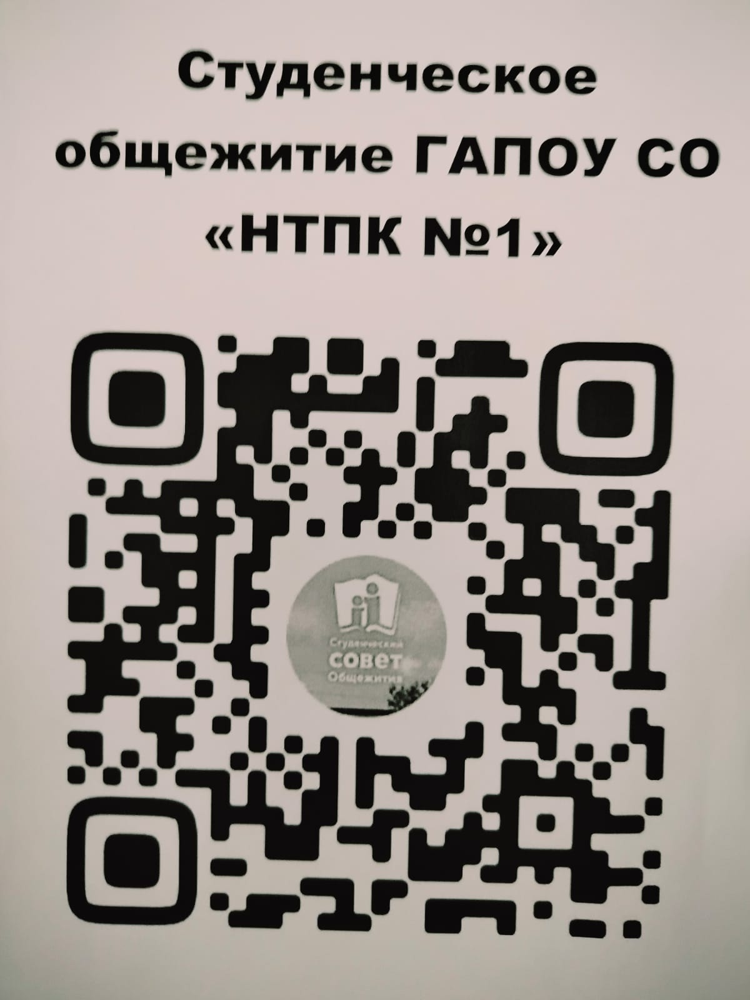 Студенческое
общежитие ГАПОУ СО
«НТПК №1»
Студенческий
совет
Общежития